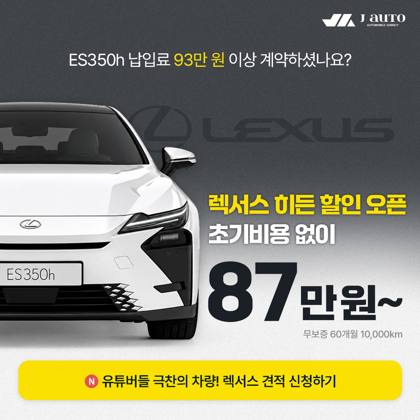 J AUTO
AUTOMOBILE AGENCY
ES350h 납입료 93만 원 이상 계약하셨나요?
LEXUS
렉서스 히든 할인 오픈
초기비용 없이
87만원~
무보증 60개월 10,000km
ES350h
N 유튜버들 극찬의 차량! 렉서스 견적 신청하기